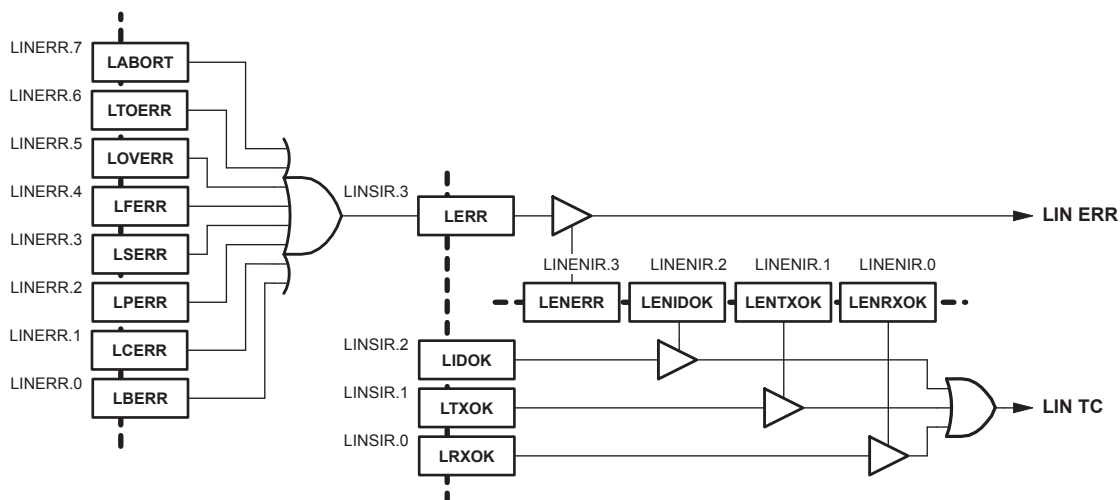 LINERR.7
LABORT
LINERR.6
LTOERR
LINERR.5
LOVERR
LINERR.4
LFERR
LINERR.3
LSERR
LINERR.2
LPERR
LINERR.1
LCERR
LINERR.0
LBERR
LINSIR.3
LERR
LIN ERR
LINENIR.3
LINENIR.2
LINENIR.1
LINENIR.0
LENERR
LENIDOK
LENTXOK
LENRXOK
LINSIR.2
LIDOK
LINSIR.1
LTXOK
LIN TC
LINSIR.0
LRXOK